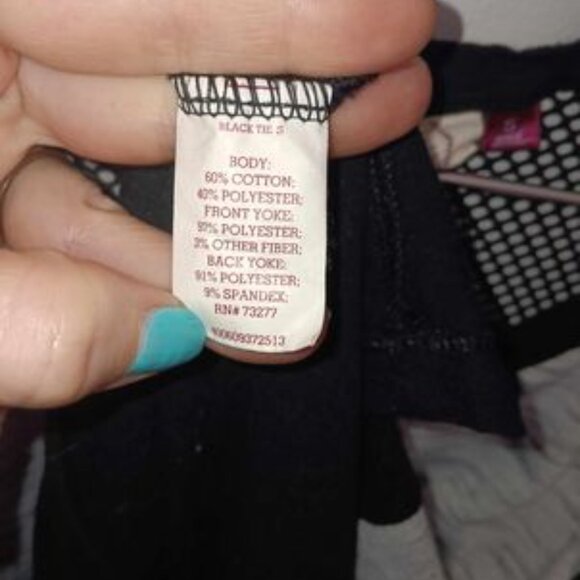 BLACK TIE S
BODY:
60% COTTON;
40% POLYESTER;
FRONT YOKE:
97% POLYESTER;
3% OTHER FIBER;
BACK YOKE:
91% POLYESTER;
9% SPANDEX;
RN# 73277
400609372513
S